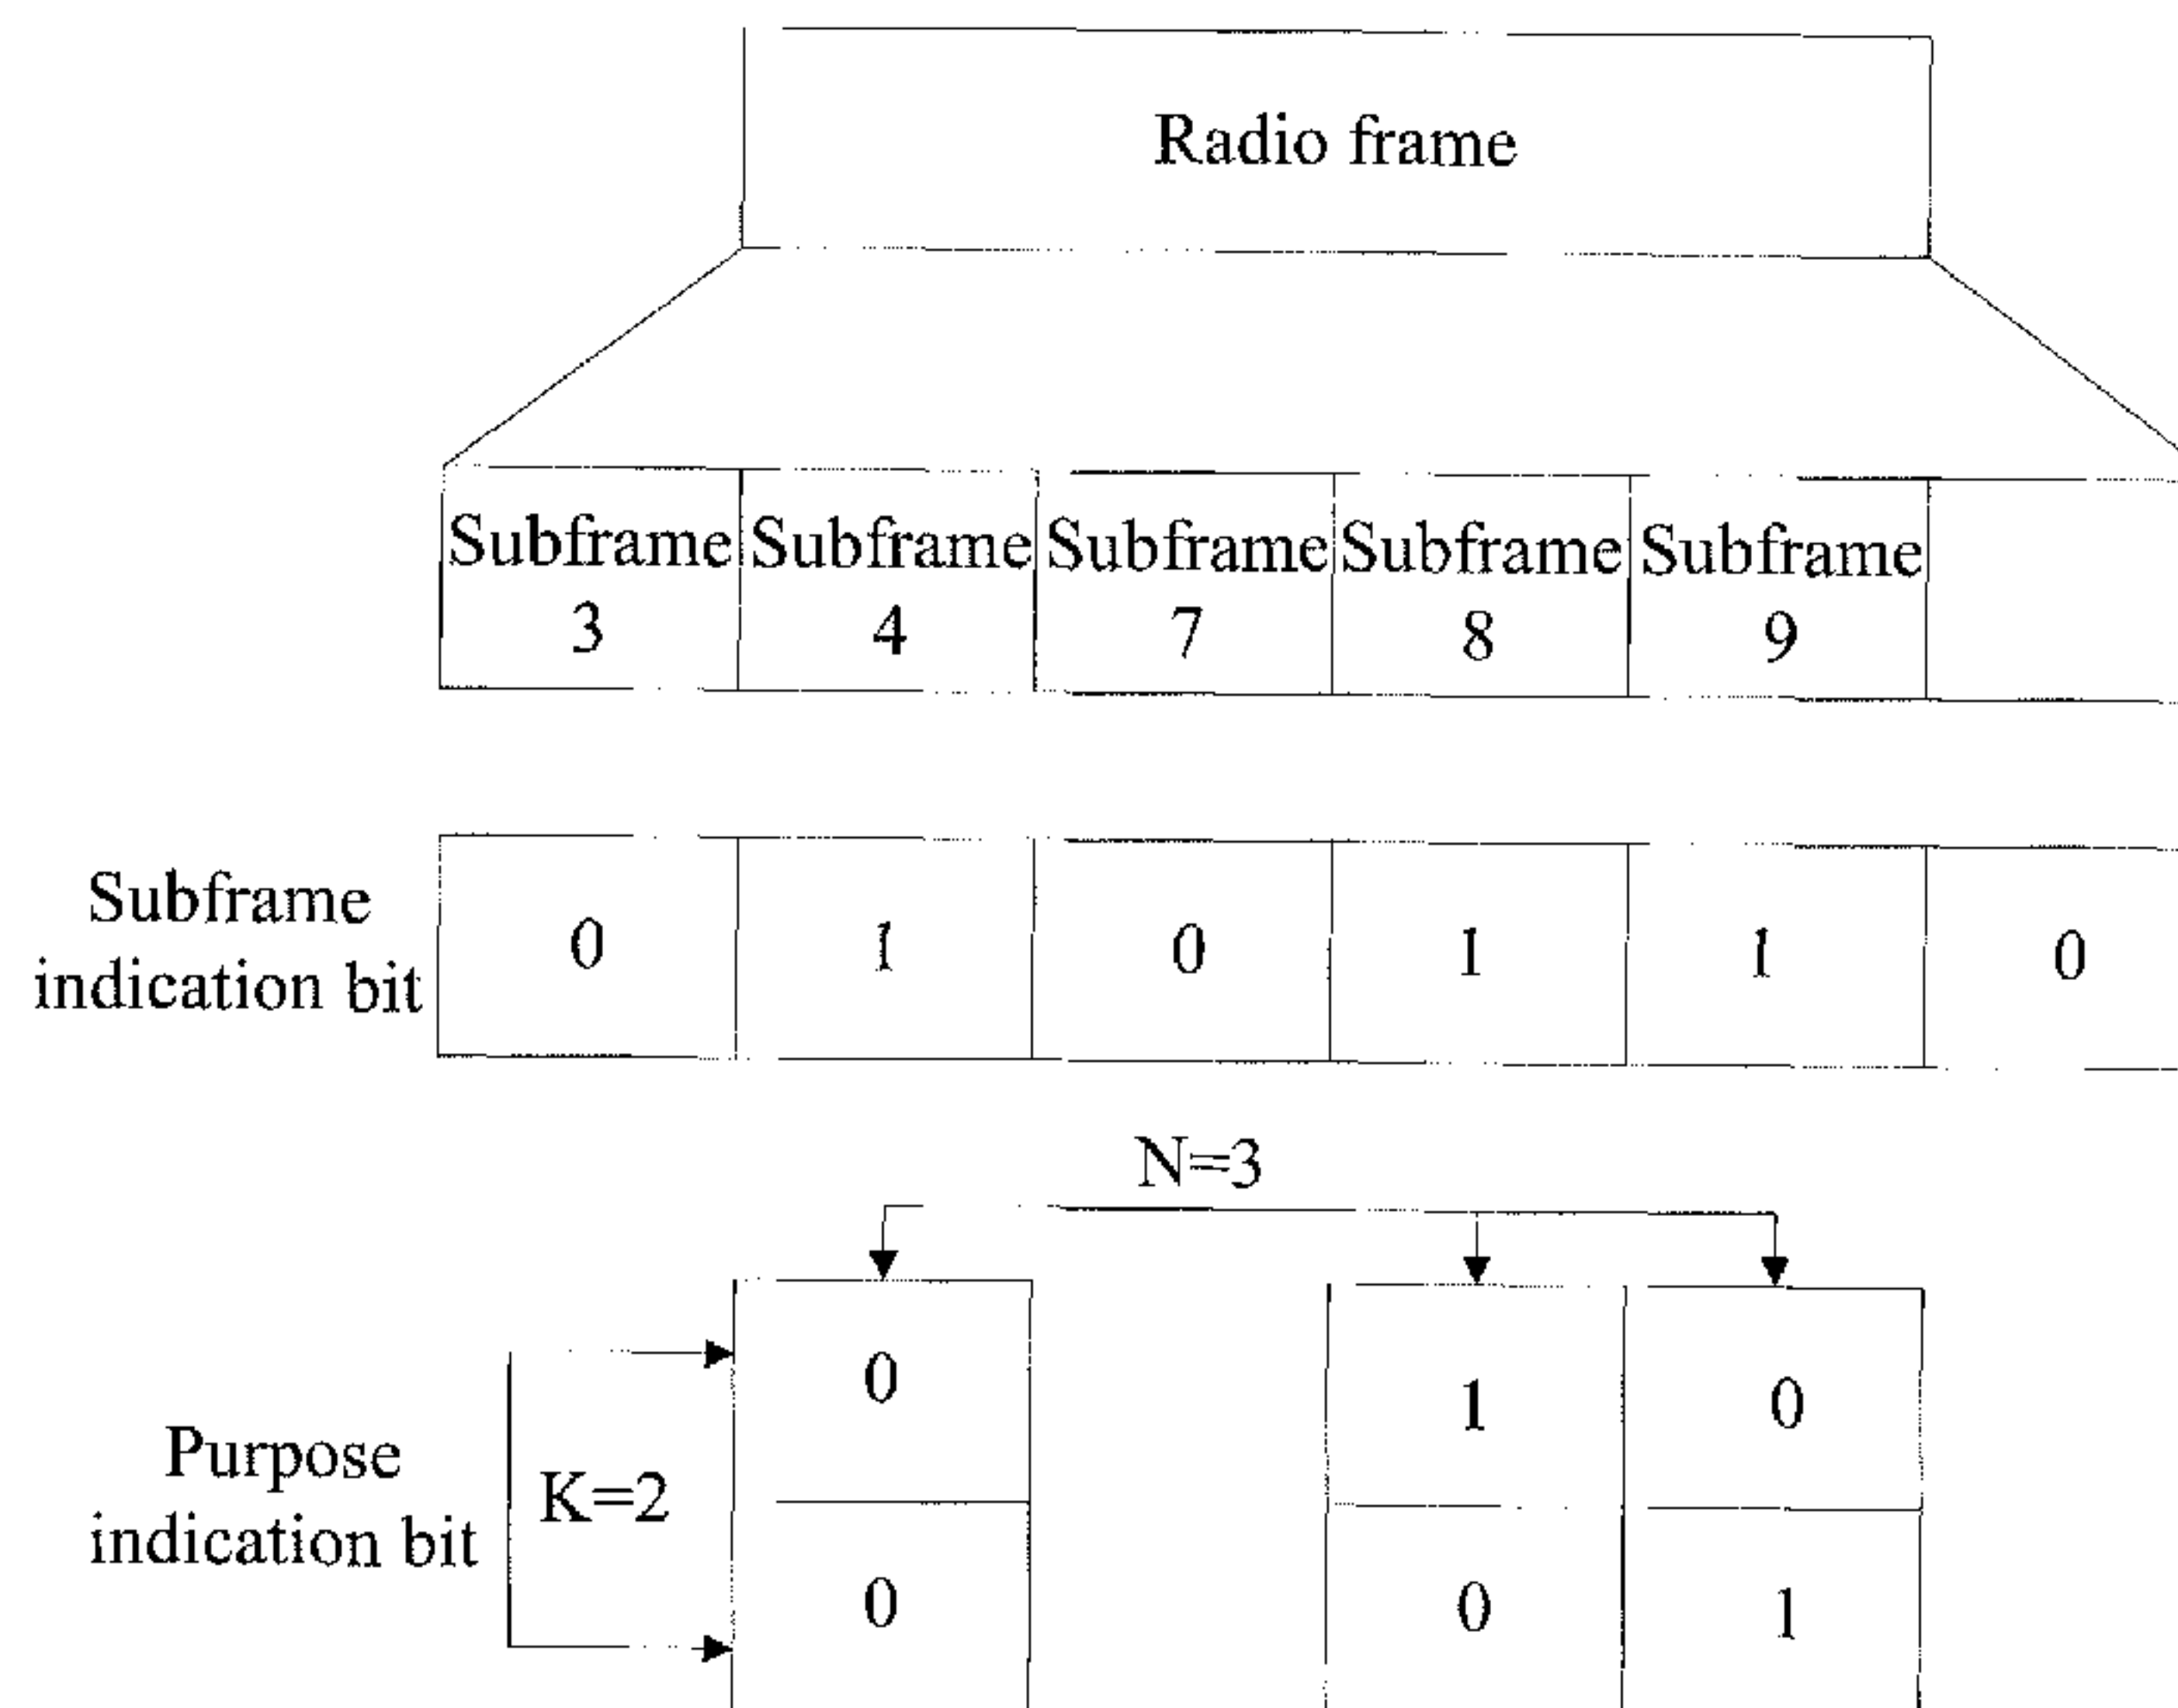 Radio frame
Subframe Subframe Subframe Subframe Subframe
3 4 7 8 9
Subframe
indication bit
0 1 0 1 1 0
N=3
Purpose
indication bit
K=2
0 1 0
0 0 1